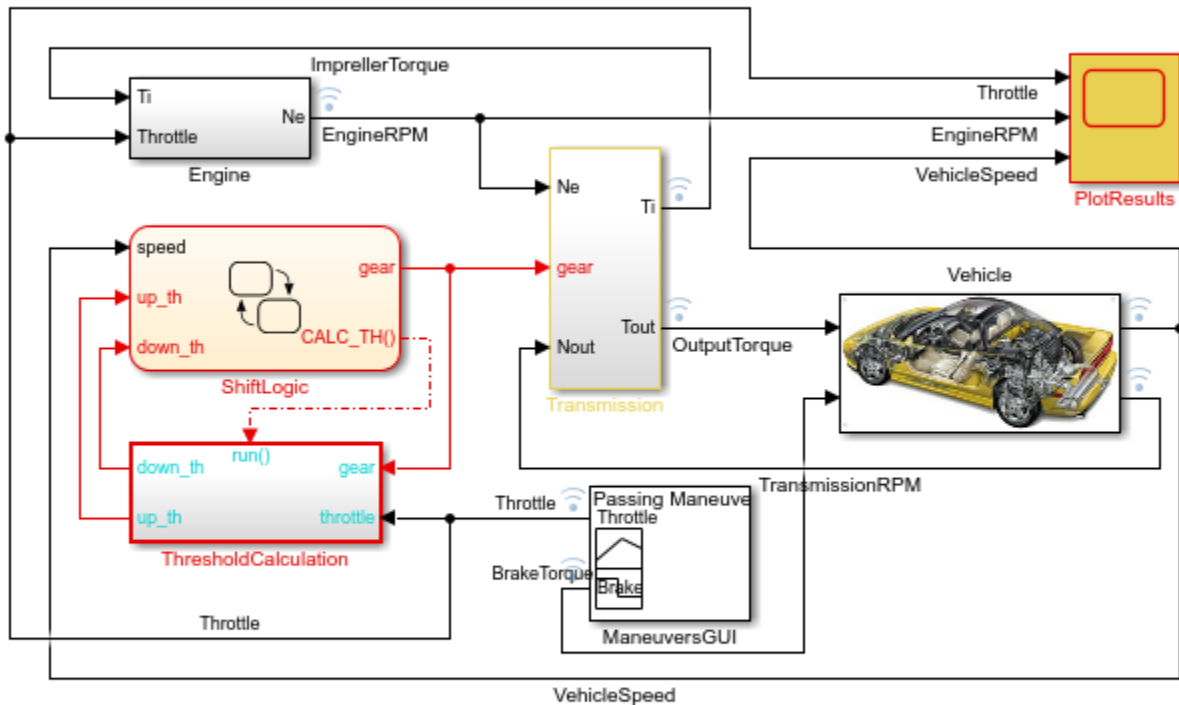 ImprellerTorque
Ti
Throttle
Ne
EngineRPM
Engine
Throttle
EngineRPM
VehicleSpeed
PlotResults
speed
up_th
down_th
gear
CALC_TH()
ShiftLogic
Ne
gear
Nout
Ti
Tout
Transmission
OutputTorque
Vehicle
TransmissionRPM
run()
down_th
up_th
gear
throttle
ThresholdCalculation
Throttle
Passing Maneuve
Throttle
BrakeTorque
Brake
ManeuversGUI
Throttle
VehicleSpeed